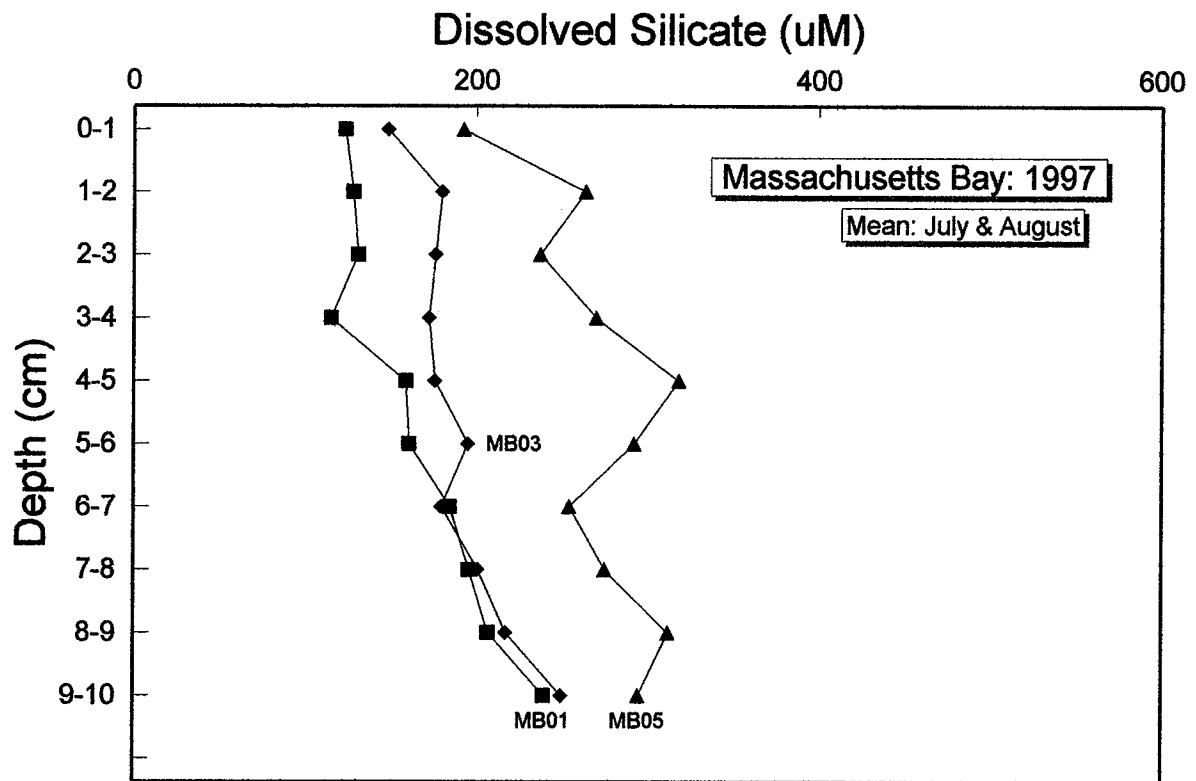 Dissolved Silicate (uM)
0 200 400 600
0-1
Massachusetts Bay: 1997
1-2
Mean: July & August
2-3
3-4
4-5
5-6
MB03
6-7
7-8
8-9
9-10
MB01 MB05
Depth (cm)